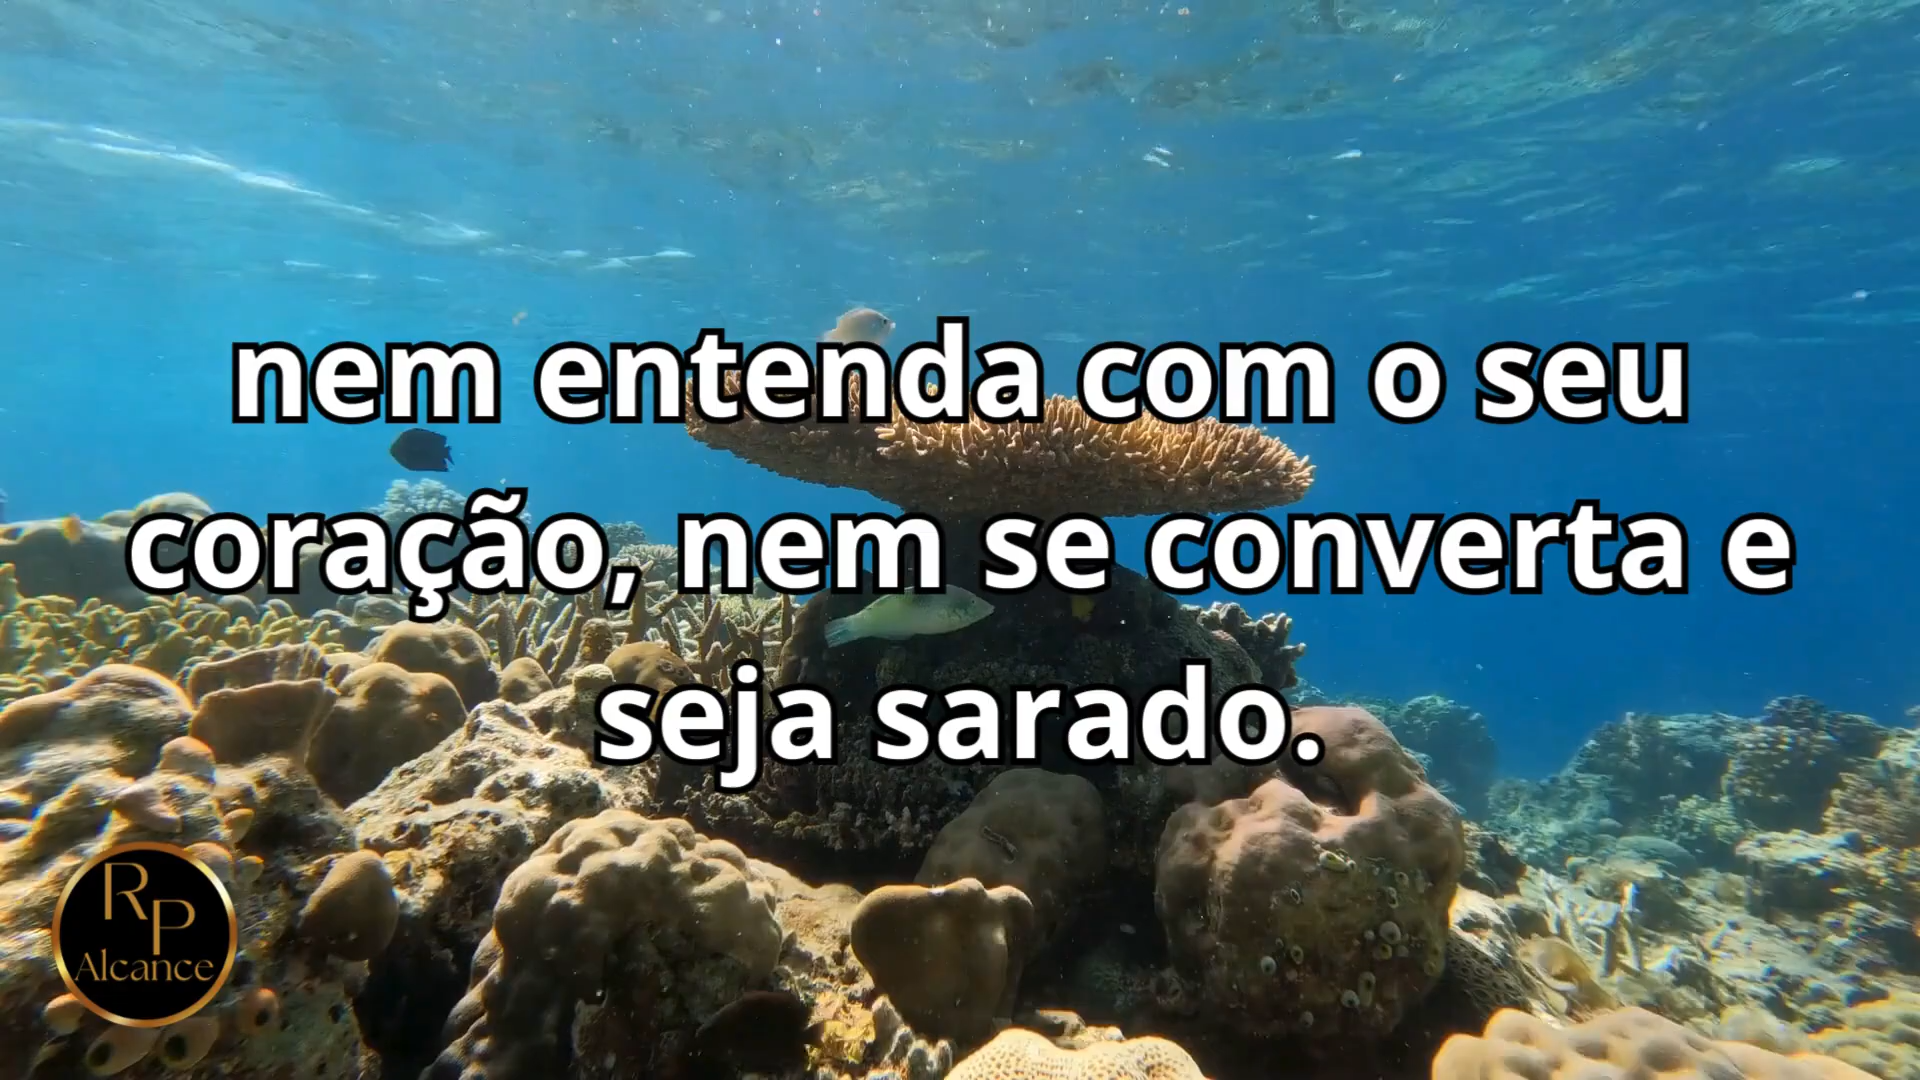 nem entenda com o seu
coração, nem se converta e
seja sarado.
RP
Alcance